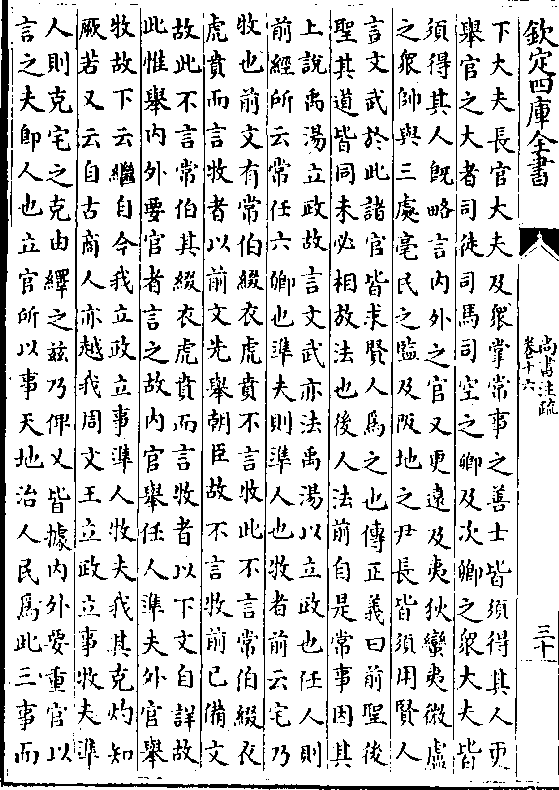 欽定四庫全書
尚書注疏
卷十六
三十
下大夫長官大夫及衆掌常事之善士皆須得其人更
舉官之大者司徒司馬司空之卿及次卿之衆大夫皆
須得其人既略言内外之官又更遠及夷狄蠻夷微盧
之衆帥與三處亳民之監及阪地之尹長皆須用賢人
言文武於此諸官皆求賢人爲之也傳正義曰前聖後
聖其道皆同未必相放法也後人法前自是常事因其
上說禹湯立政故言文武亦法禹湯以立政也任人則
前經所云常任六卿也準夫則準人也牧者前云宅乃
牧也前文有常伯綴衣虎賁不言牧此不言常伯綴衣
虎賁而言牧者以前文先舉朝臣故不言牧前已備文
故此不言常伯其綴衣虎賁而言牧者以下文自詳故
此惟舉内外要官者言之故内官舉任人準夫外官舉
牧故下云繼自今我立政立事準人牧夫我其克灼知
厥若又云自古商人亦越我周文王立政立事牧夫準
人則克宅之克由繹之兹乃俾乂皆據内外要重官以
言之夫即人也立官所以事天地治人民爲此三事而